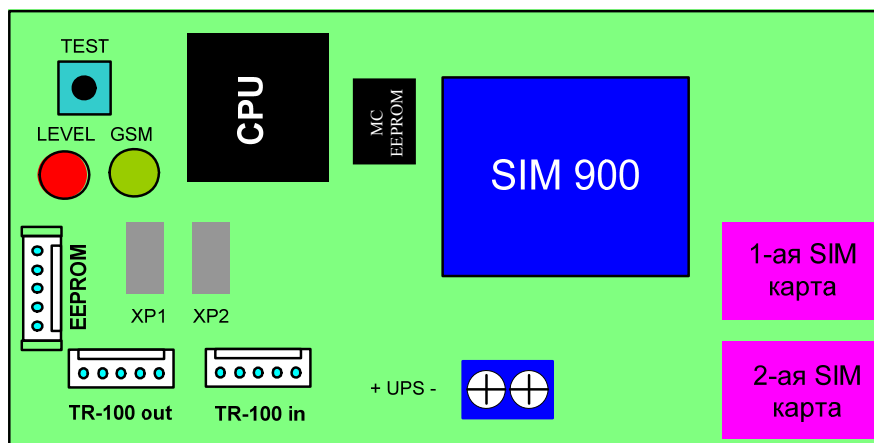 TEST
CPU
MC
EEPROM
LEVEL GSM
SIM 900
EEPROM
XP1
XP2
1-ая SIM
карта
TR-100 out
TR-100 in
+ UPS -
2-ая SIM
карта